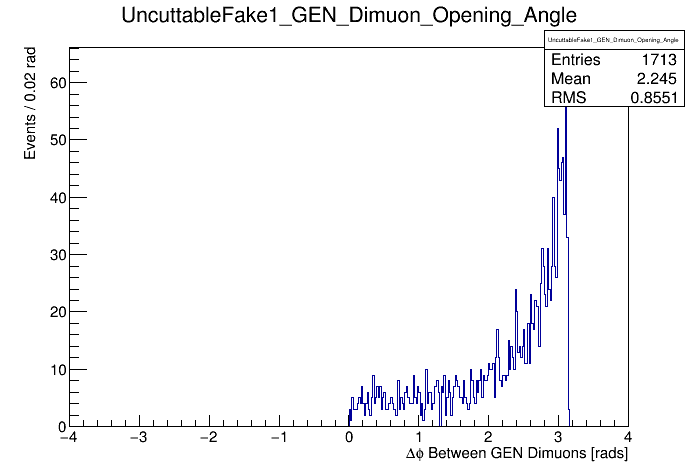 UncuttableFake1_GEN_Dimuon_Opening_Angle
UncuttableFake1_GEN_Dimuon_Opening_Angle
Entries 1713
Mean 2.245
RMS 0.8551
Events / 0.02 rad
60
50
40
30
20
10
0
−4 −3 −2 −1 0 1 2 3 4
Δϕ Between GEN Dimuons [rads]